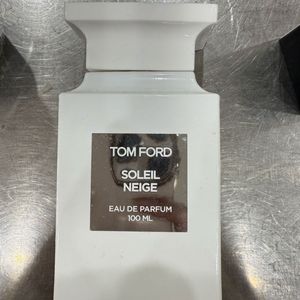 TOM FORD
SOLEIL
NEIGE
EAU DE PARFUM
100 ML